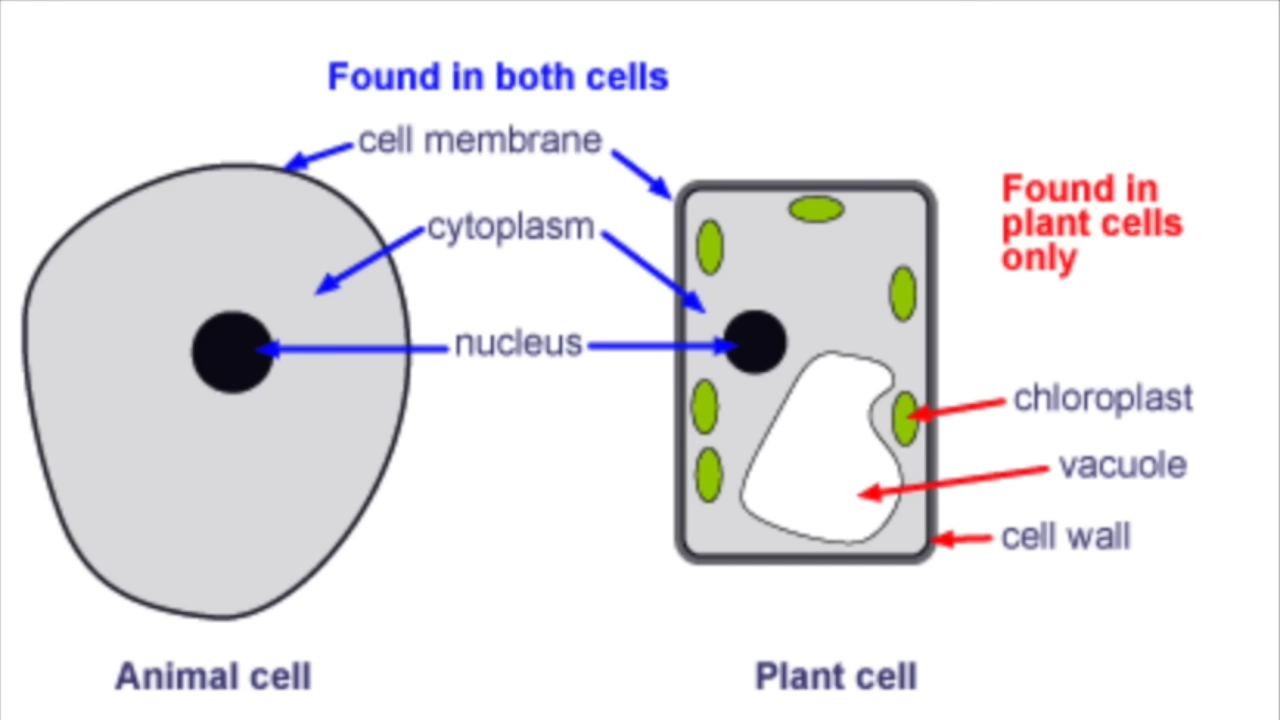 Found in both cells
cell membrane
cytoplasm
nucleus
Found in
plant cells
only
chloroplast
vacuole
cell wall
Animal cell
Plant cell